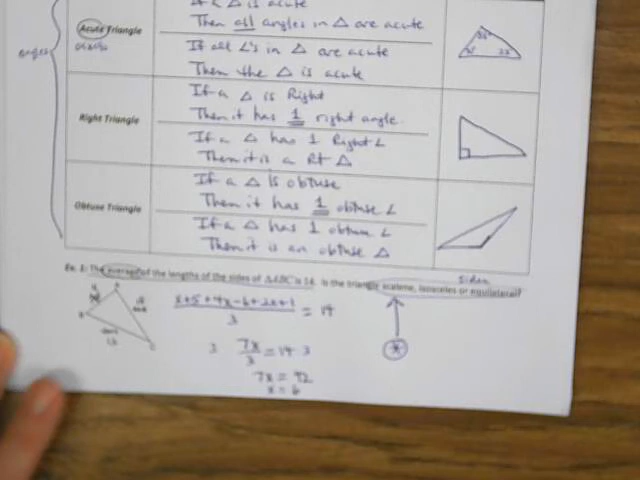 If a △ is acute
Then all angles in △ are acute
Acute Triangle
If all ∠'s in △ are acute
Then the △ is acute
If a △ is Right
Then it has 1 right angle.
Right Triangle
If a △ has 1 Right ∠
Then it is a Rt △
If a △ is obtuse
Then it has 1 obtuse ∠
Obtuse Triangle
If a △ has 1 obtuse ∠
Then it is an obtuse △
Sides
Ex. 1: The average of the lengths of the sides of △ABC is 14. Is the triangle scalene, isosceles or equilateral?
x+5+4x-6+2x+1
3
= 14
3 7x/3 = 14 3
7x = 42
x = 6